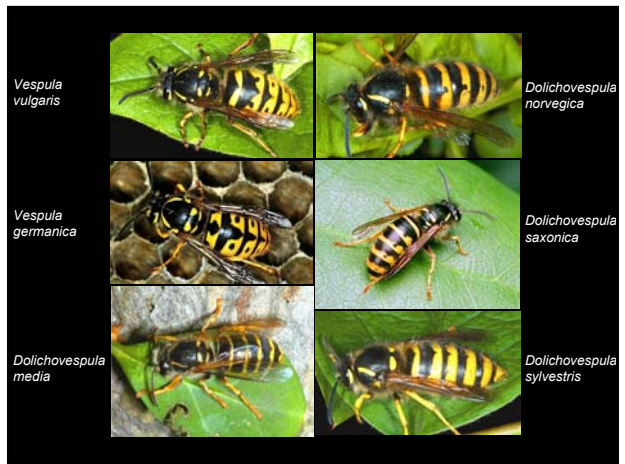 Vespula
vulgaris
Dolichovespula
norvegica
Vespula
germanica
Dolichovespula
saxonica
Dolichovespula
media
Dolichovespula
sylvestris